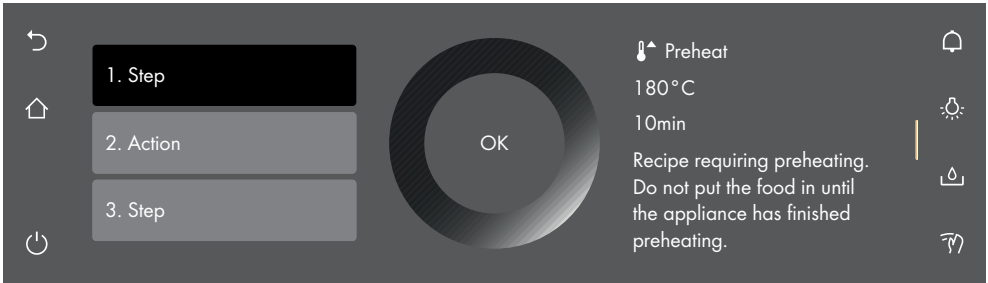 1. Step
2. Action
3. Step
OK
Preheat
180°C
10min
Recipe requiring preheating.
Do not put the food in until
the appliance has finished
preheating.